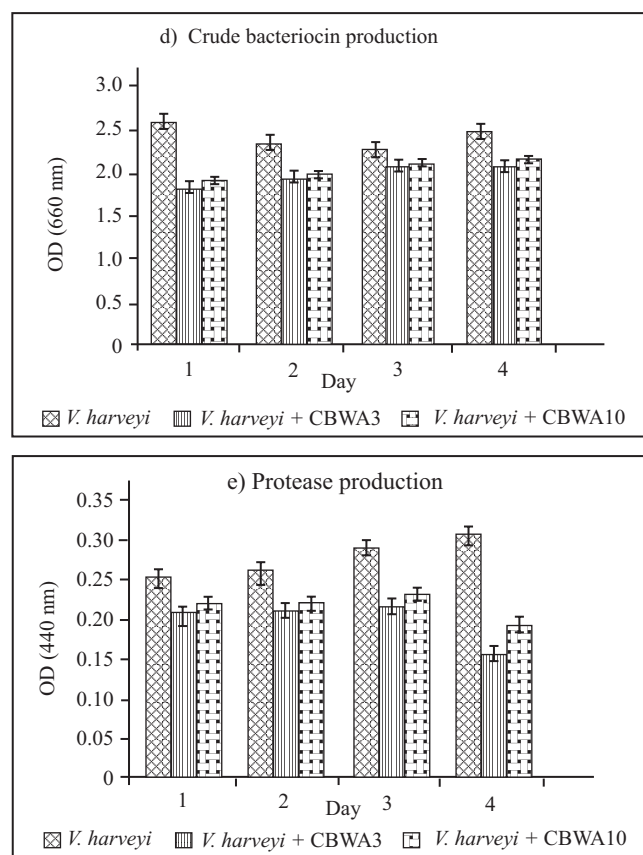 d) Crude bacteriocin production
3.0
2.5
2.0
1.5
1.0
0.5
0
OD (660 nm)
1 2 3 4
Day
V. harveyi V. harveyi + CBWA3 V. harveyi + CBWA10
e) Protease production
0.35
0.30
0.25
0.20
0.15
0.10
0.05
0
OD (440 nm)
1 2 3 4
Day
V. harveyi V. harveyi + CBWA3 V. harveyi + CBWA10